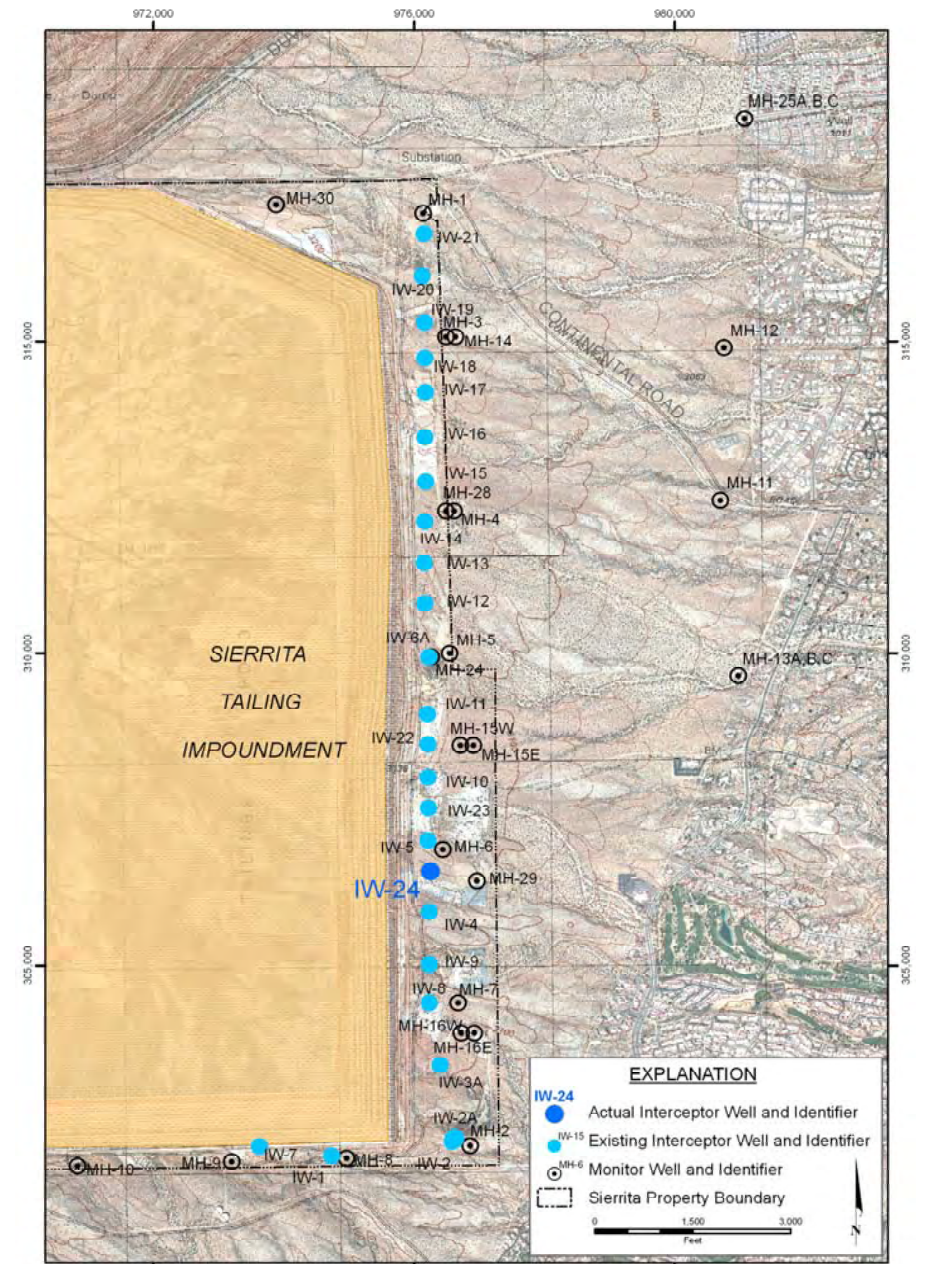 972,000
976,000
980,000
MH-25A,B,C
Substation
MH-30
MH-1
IW-21
IW-20
IW-19
MH-3
MH-14
315,000
315,000
MH-12
CONTINENTAL ROAD
IW-18
IW-17
IW-16
IW-15
MH-28
MH-4
MH-11
IW-14
IW-13
IW-12
IW-6A
MH-5
310,000
310,000
SIERRITA
MH-24
MH-13A,B,C
TAILING
IW-11
MH-15W
IW-22
IMPOUNDMENT
MH-15E
IW-10
IW-23
IW-5
MH-6
IW-24
MH-29
IW-4
305,000
305,000
IW-9
IW-8
MH-7
MH-16W
MH-16E
IW-3A
IW-2A
MH-2
IW-7
MH-10
MH-9
MH-8
IW-2
IW-1
EXPLANATION
IW-24
Actual Interceptor Well and Identifier
IW-15 Existing Interceptor Well and Identifier
MH-6 Monitor Well and Identifier
Sierrita Property Boundary
0 1,500 3,000
Feet
N